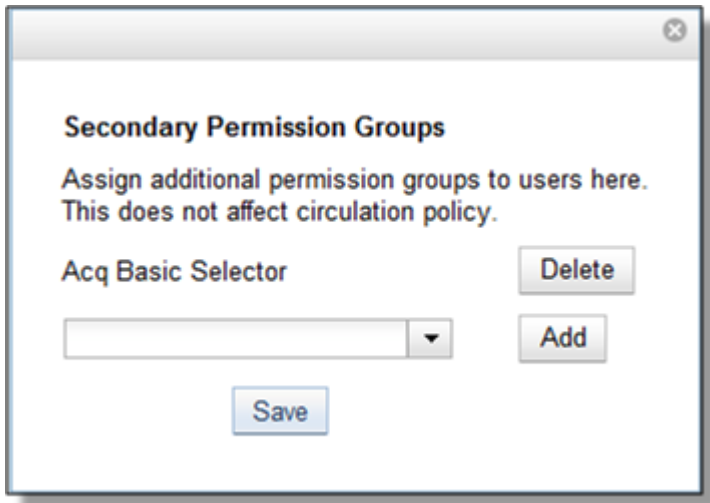 Secondary Permission Groups
Assign additional permission groups to users here.
This does not affect circulation policy.
Acq Basic Selector
Delete
Add
Save